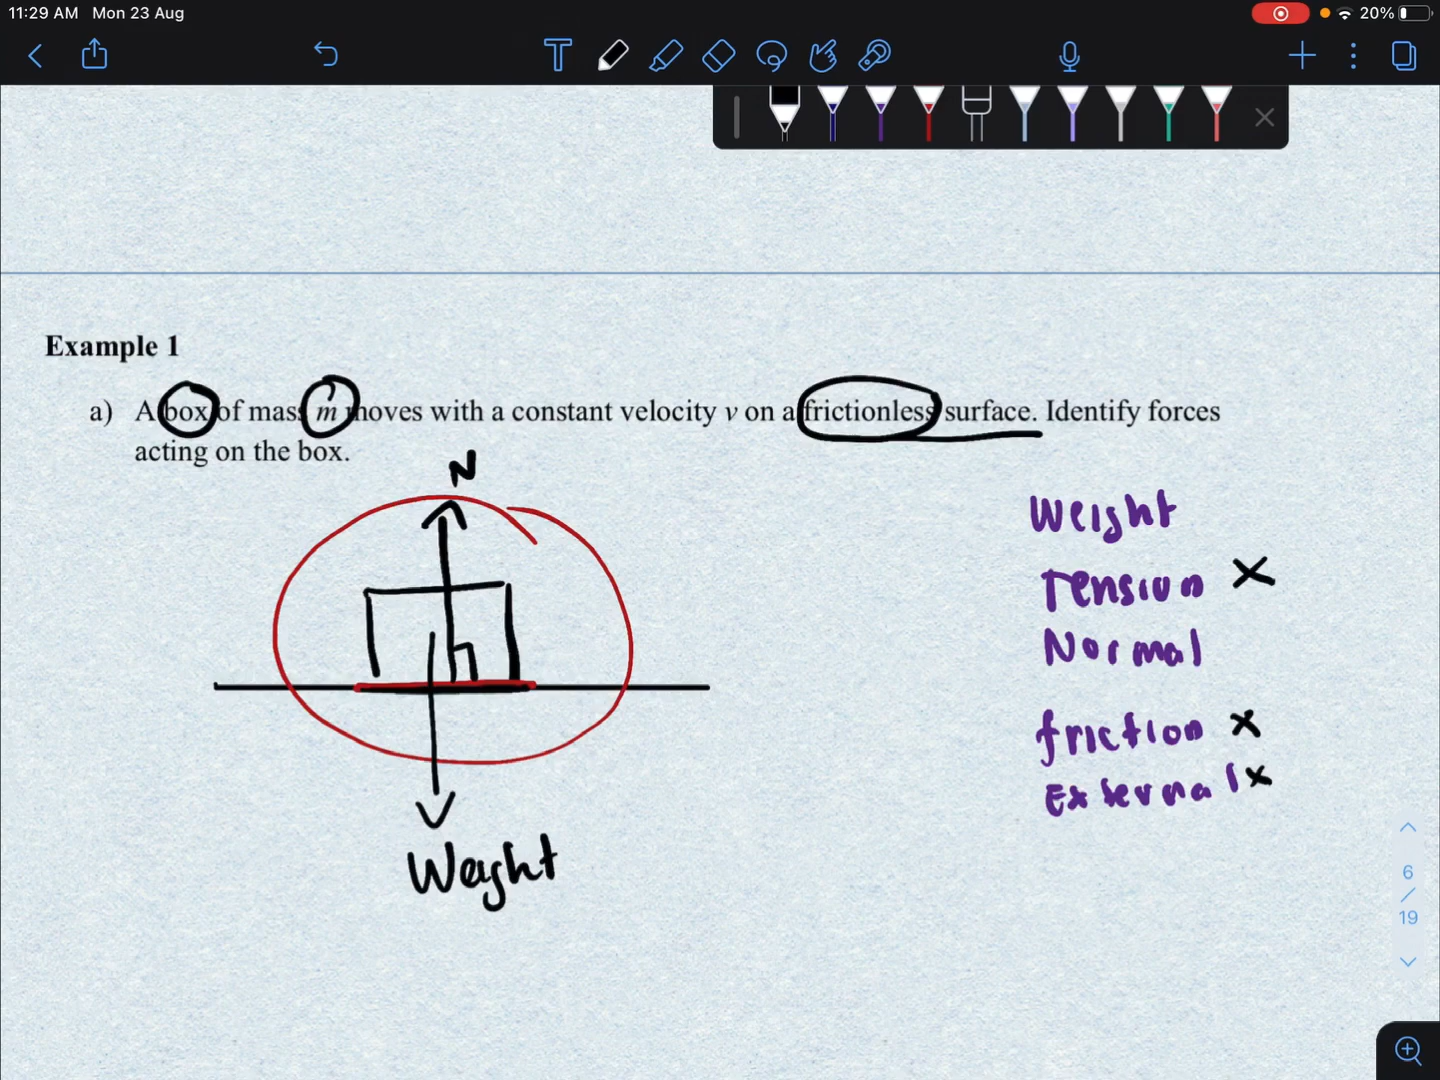 11:29 AM Mon 23 Aug
20%
T
Example 1
a) A box of mass m moves with a constant velocity v on a frictionless surface. Identify forces
acting on the box.
N
Weight
Tension X
Normal
friction X
External X
Weight
6
/
19